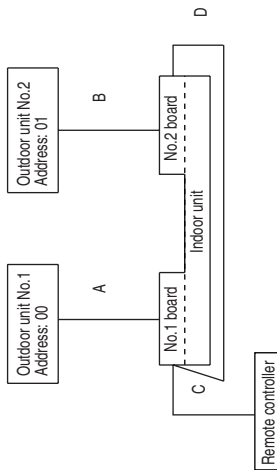 Outdoor unit No.1
Address: 00
Outdoor unit No.2
Address: 01
A
B
No.1 board
No.2 board
Indoor unit
C
D
Remote controller